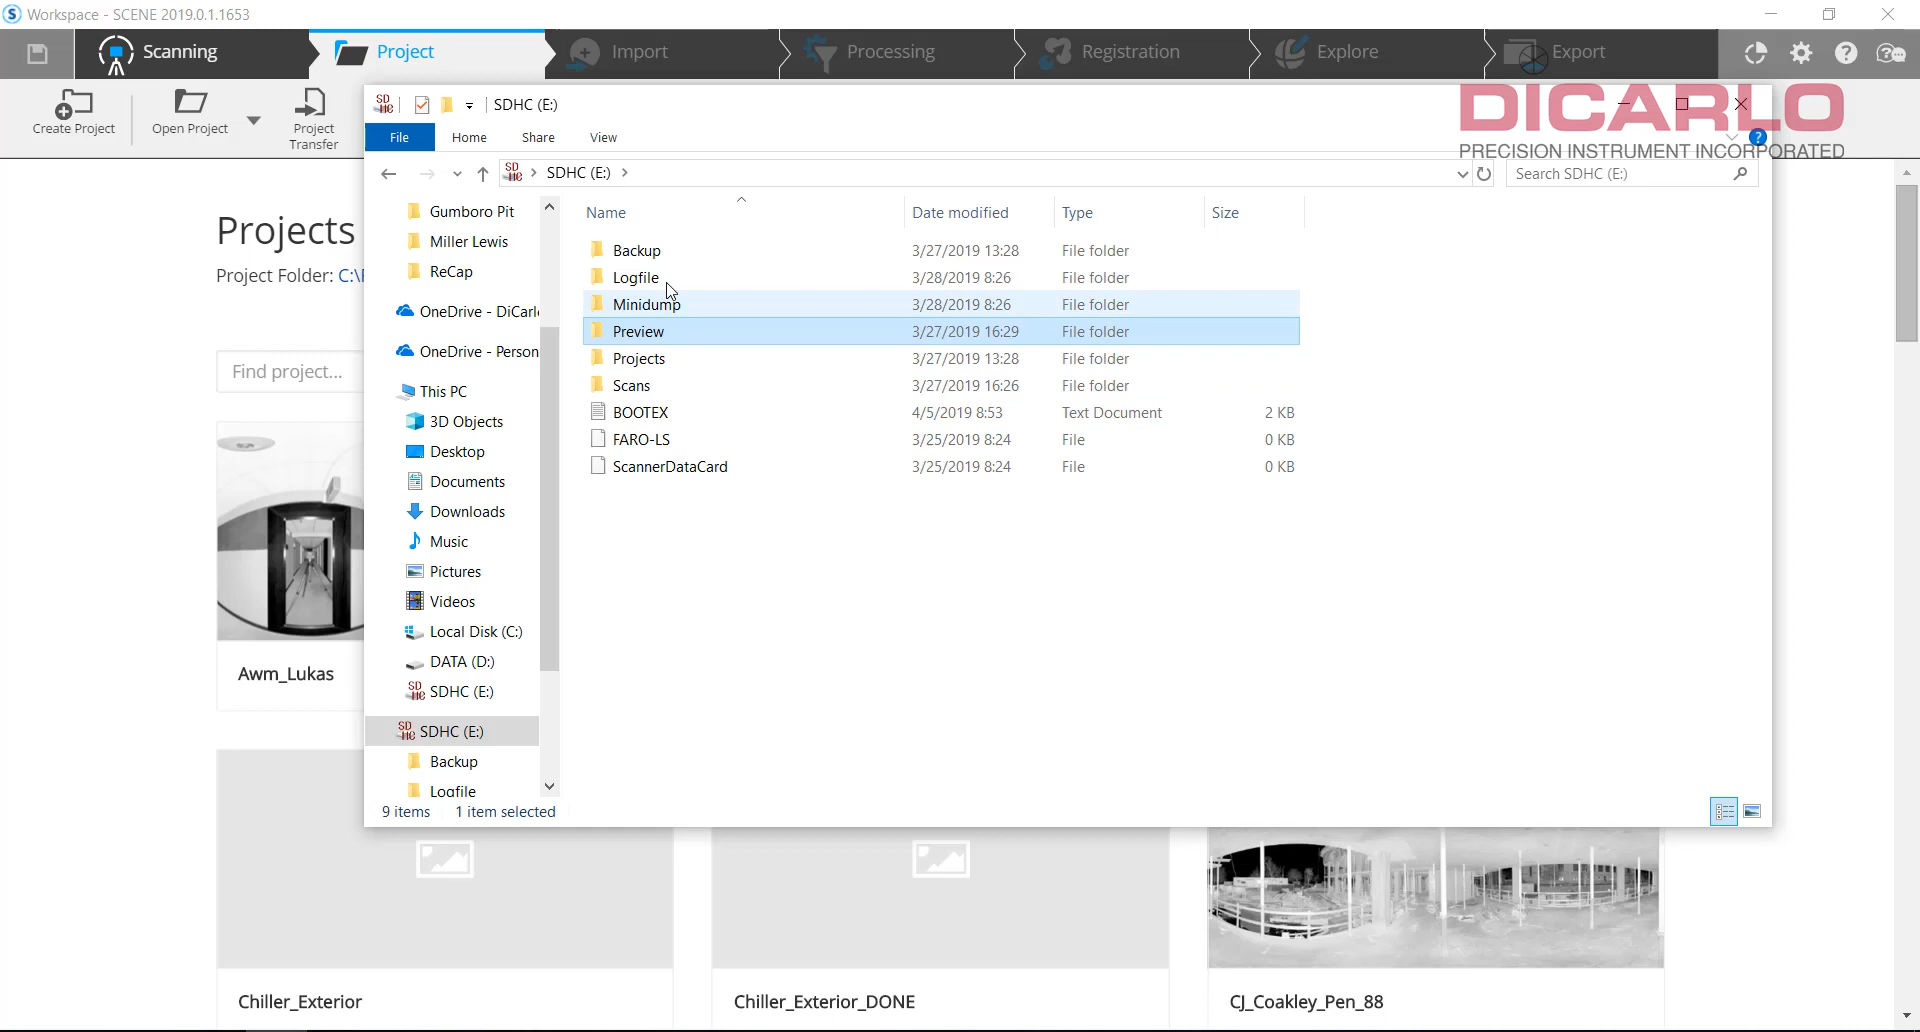 Workspace - SCENE 2019.0.1.1653
Scanning
Project
Import
Processing
Registration
Explore
Export
Create Project
Open Project
Project
Transfer
SDHC (E:)
DICARLO
PRECISION INSTRUMENT INCORPORATED
File
Home
Share
View
SDHC (E:)
Search SDHC (E:)
Projects
Project Folder: C:\
Find project...
Awm_Lukas
Gumboro Pit
Miller Lewis
ReCap
OneDrive - DiCarl
OneDrive - Person
This PC
3D Objects
Desktop
Documents
Downloads
Music
Pictures
Videos
Local Disk (C:)
DATA (D:)
SDHC (E:)
SDHC (E:)
Backup
Logfile
Name Date modified Type Size
Backup 3/27/2019 13:28 File folder
Logfile 3/28/2019 8:26 File folder
Minidump 3/28/2019 8:26 File folder
Preview 3/27/2019 16:29 File folder
Projects 3/27/2019 13:28 File folder
Scans 3/27/2019 16:26 File folder
BOOTEX 4/5/2019 8:53 Text Document 2 KB
FARO-LS 3/25/2019 8:24 File 0 KB
ScannerDataCard 3/25/2019 8:24 File 0 KB
9 items 1 item selected
Chiller_Exterior
Chiller_Exterior_DONE
CJ_Coakley_Pen_88